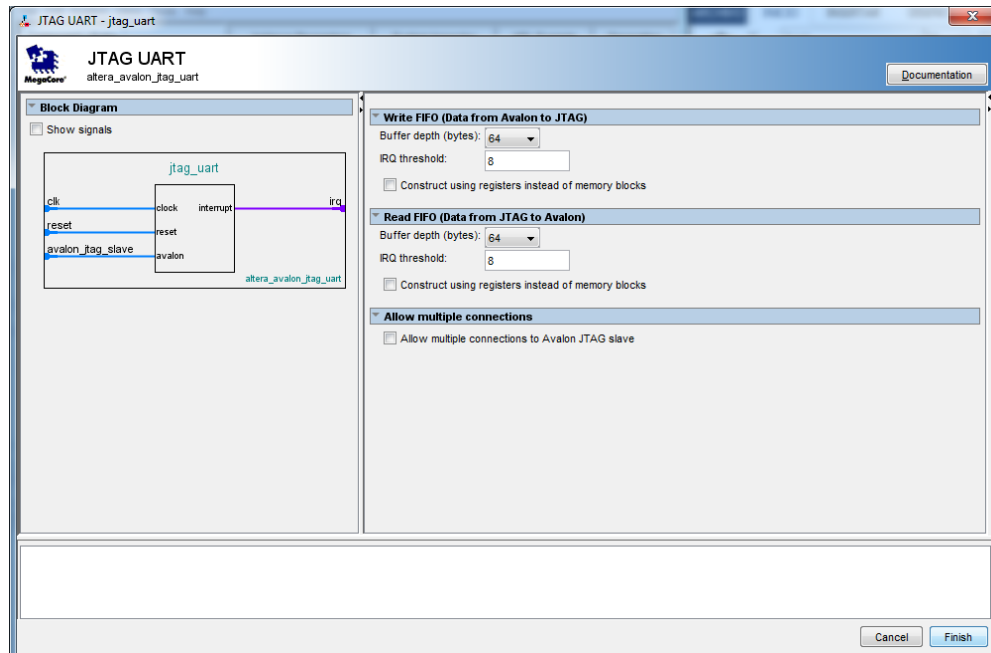 JTAG UART - jtag_uart
MegaCore'
JTAG UART
altera_avalon_jtag_uart
Documentation
Block Diagram
Show signals
jtag_uart
clk
clock
interrupt
irq
reset
reset
avalon_jtag_slave
avalon
altera_avalon_jtag_uart
Write FIFO (Data from Avalon to JTAG)
Buffer depth (bytes): 64
IRQ threshold: 8
Construct using registers instead of memory blocks
Read FIFO (Data from JTAG to Avalon)
Buffer depth (bytes): 64
IRQ threshold: 8
Construct using registers instead of memory blocks
Allow multiple connections
Allow multiple connections to Avalon JTAG slave
Cancel Finish